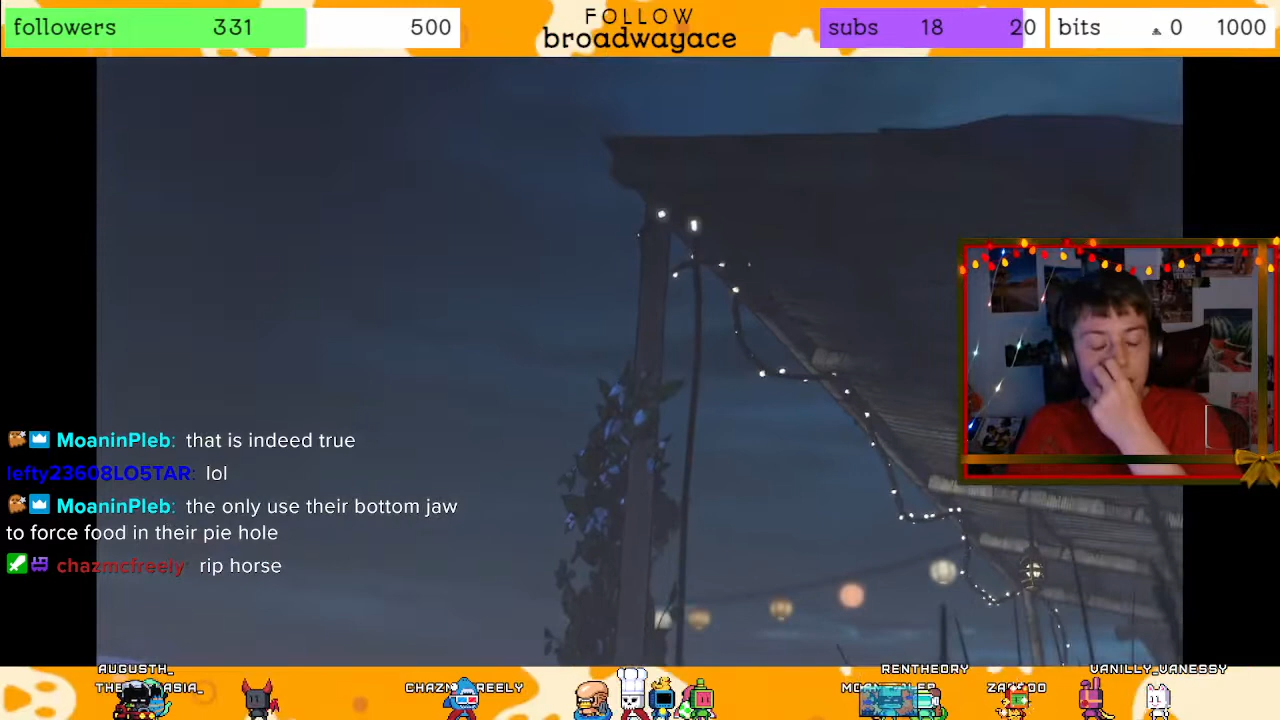 followers 331 500
FOLLOW
broadwayace
subs 18 20
bits 0 1000
MoaninPleb: that is indeed true
lefty23608LO5TAR: lol
MoaninPleb: the only use their bottom jaw
to force food in their pie hole
chazmcfreely: rip horse
AUGUSTH_
RENTHEORY
VANILLY_VANESSY